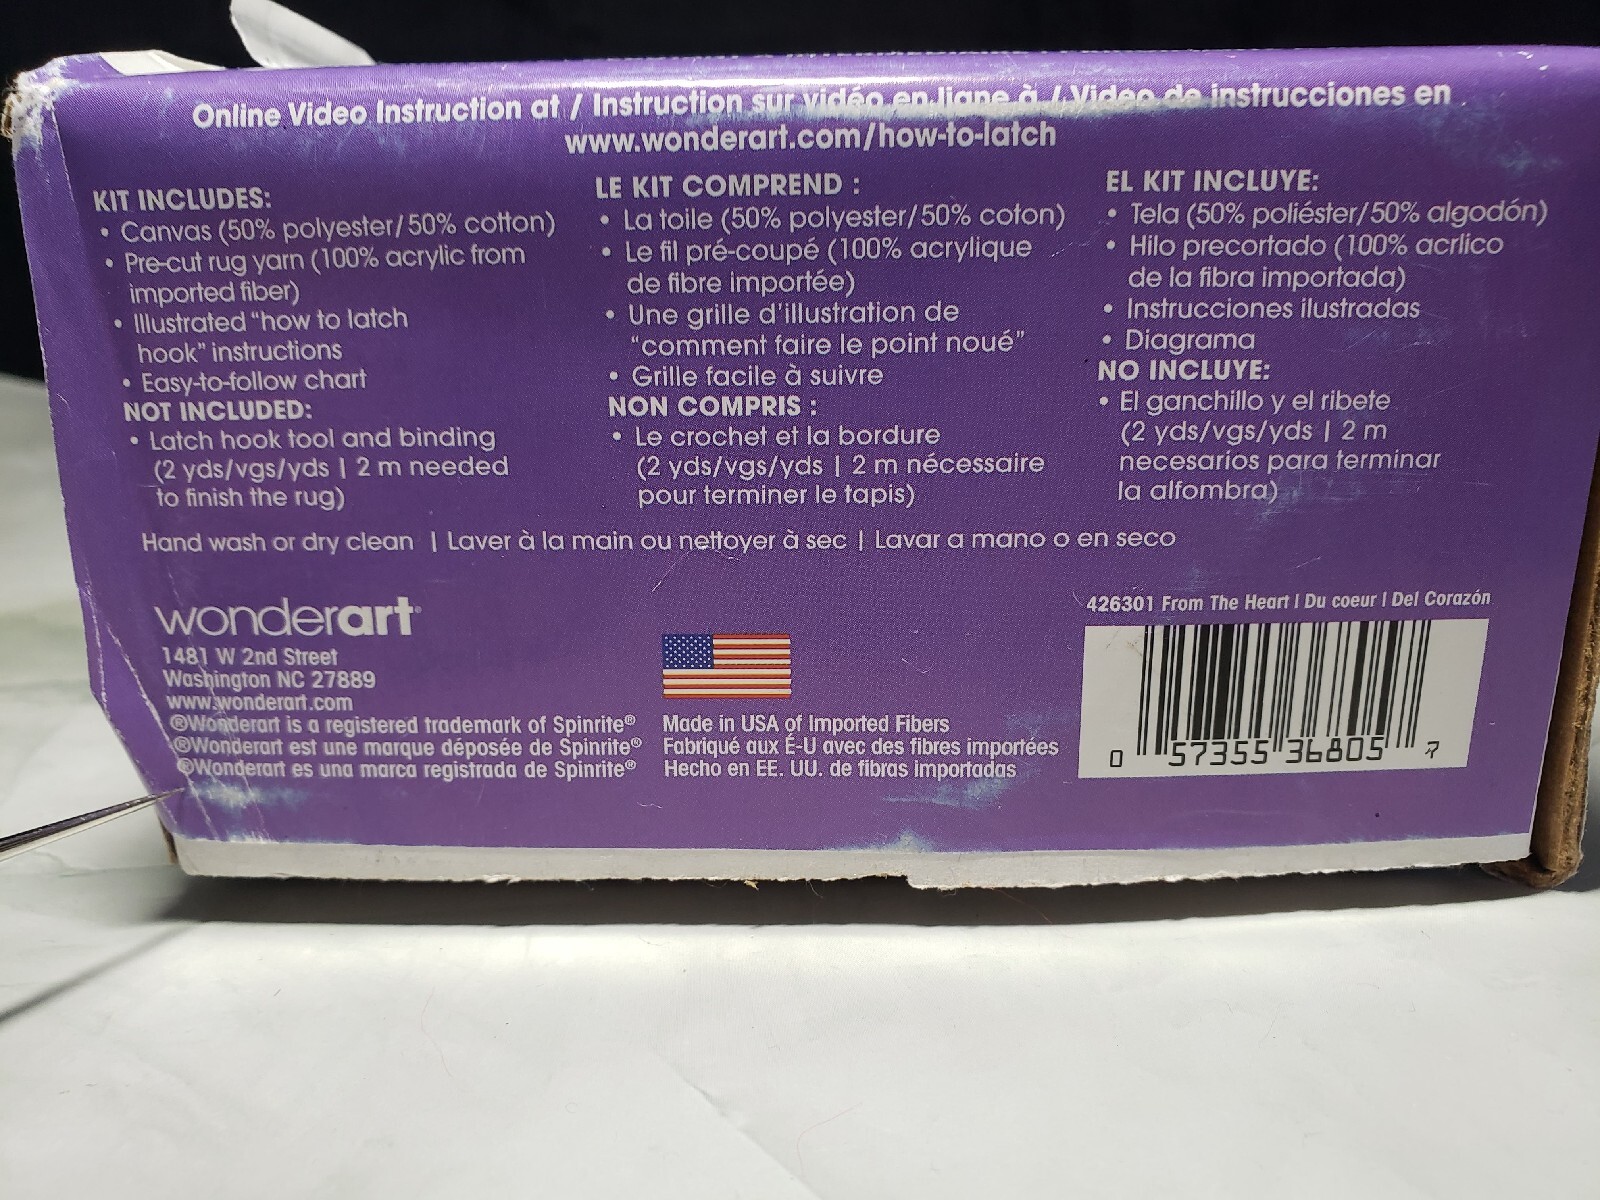 Online Video Instruction at / Instruction sur vidéo en ligne à / Video de instrucciones en
www.wonderart.com/how-to-latch
KIT INCLUDES:
• Canvas (50% polyester/50% cotton)
• Pre-cut rug yarn (100% acrylic from
imported fiber)
• Illustrated "how to latch
hook" instructions
• Easy-to-follow chart
NOT INCLUDED:
• Latch hook tool and binding
(2 yds/vgs/yds | 2 m needed
to finish the rug)
LE KIT COMPREND :
• La toile (50% polyester/50% coton)
• Le fil pré-coupé (100% acrylique
de fibre importée)
• Une grille d'illustration de
"comment faire le point noué"
• Grille facile à suivre
NON COMPRIS :
• Le crochet et la bordure
(2 yds/vgs/yds | 2 m nécessaire
pour terminer le tapis)
EL KIT INCLUYE:
• Tela (50% poliéster/50% algodón)
• Hilo precortado (100% acrlico
de la fibra importada)
• Instrucciones ilustradas
• Diagrama
NO INCLUYE:
• El ganchillo y el ribete
(2 yds/vgs/yds | 2 m
necesarios para terminar
la alfombra)
Hand wash or dry clean | Laver à la main ou nettoyer à sec | Lavar a mano o en seco
wonderart
1481 W 2nd Street
Washington NC 27889
www.wonderart.com
®Wonderart is a registered trademark of Spinrite®
®Wonderart est une marque déposée de Spinrite®
®Wonderart es una marca registrada de Spinrite®
Made in USA of Imported Fibers
Fabriqué aux É-U avec des fibres importées
Hecho en EE. UU. de fibras Importadas
426301 From The Heart | Du coeur | Del Corazón
0 57355 36805 7